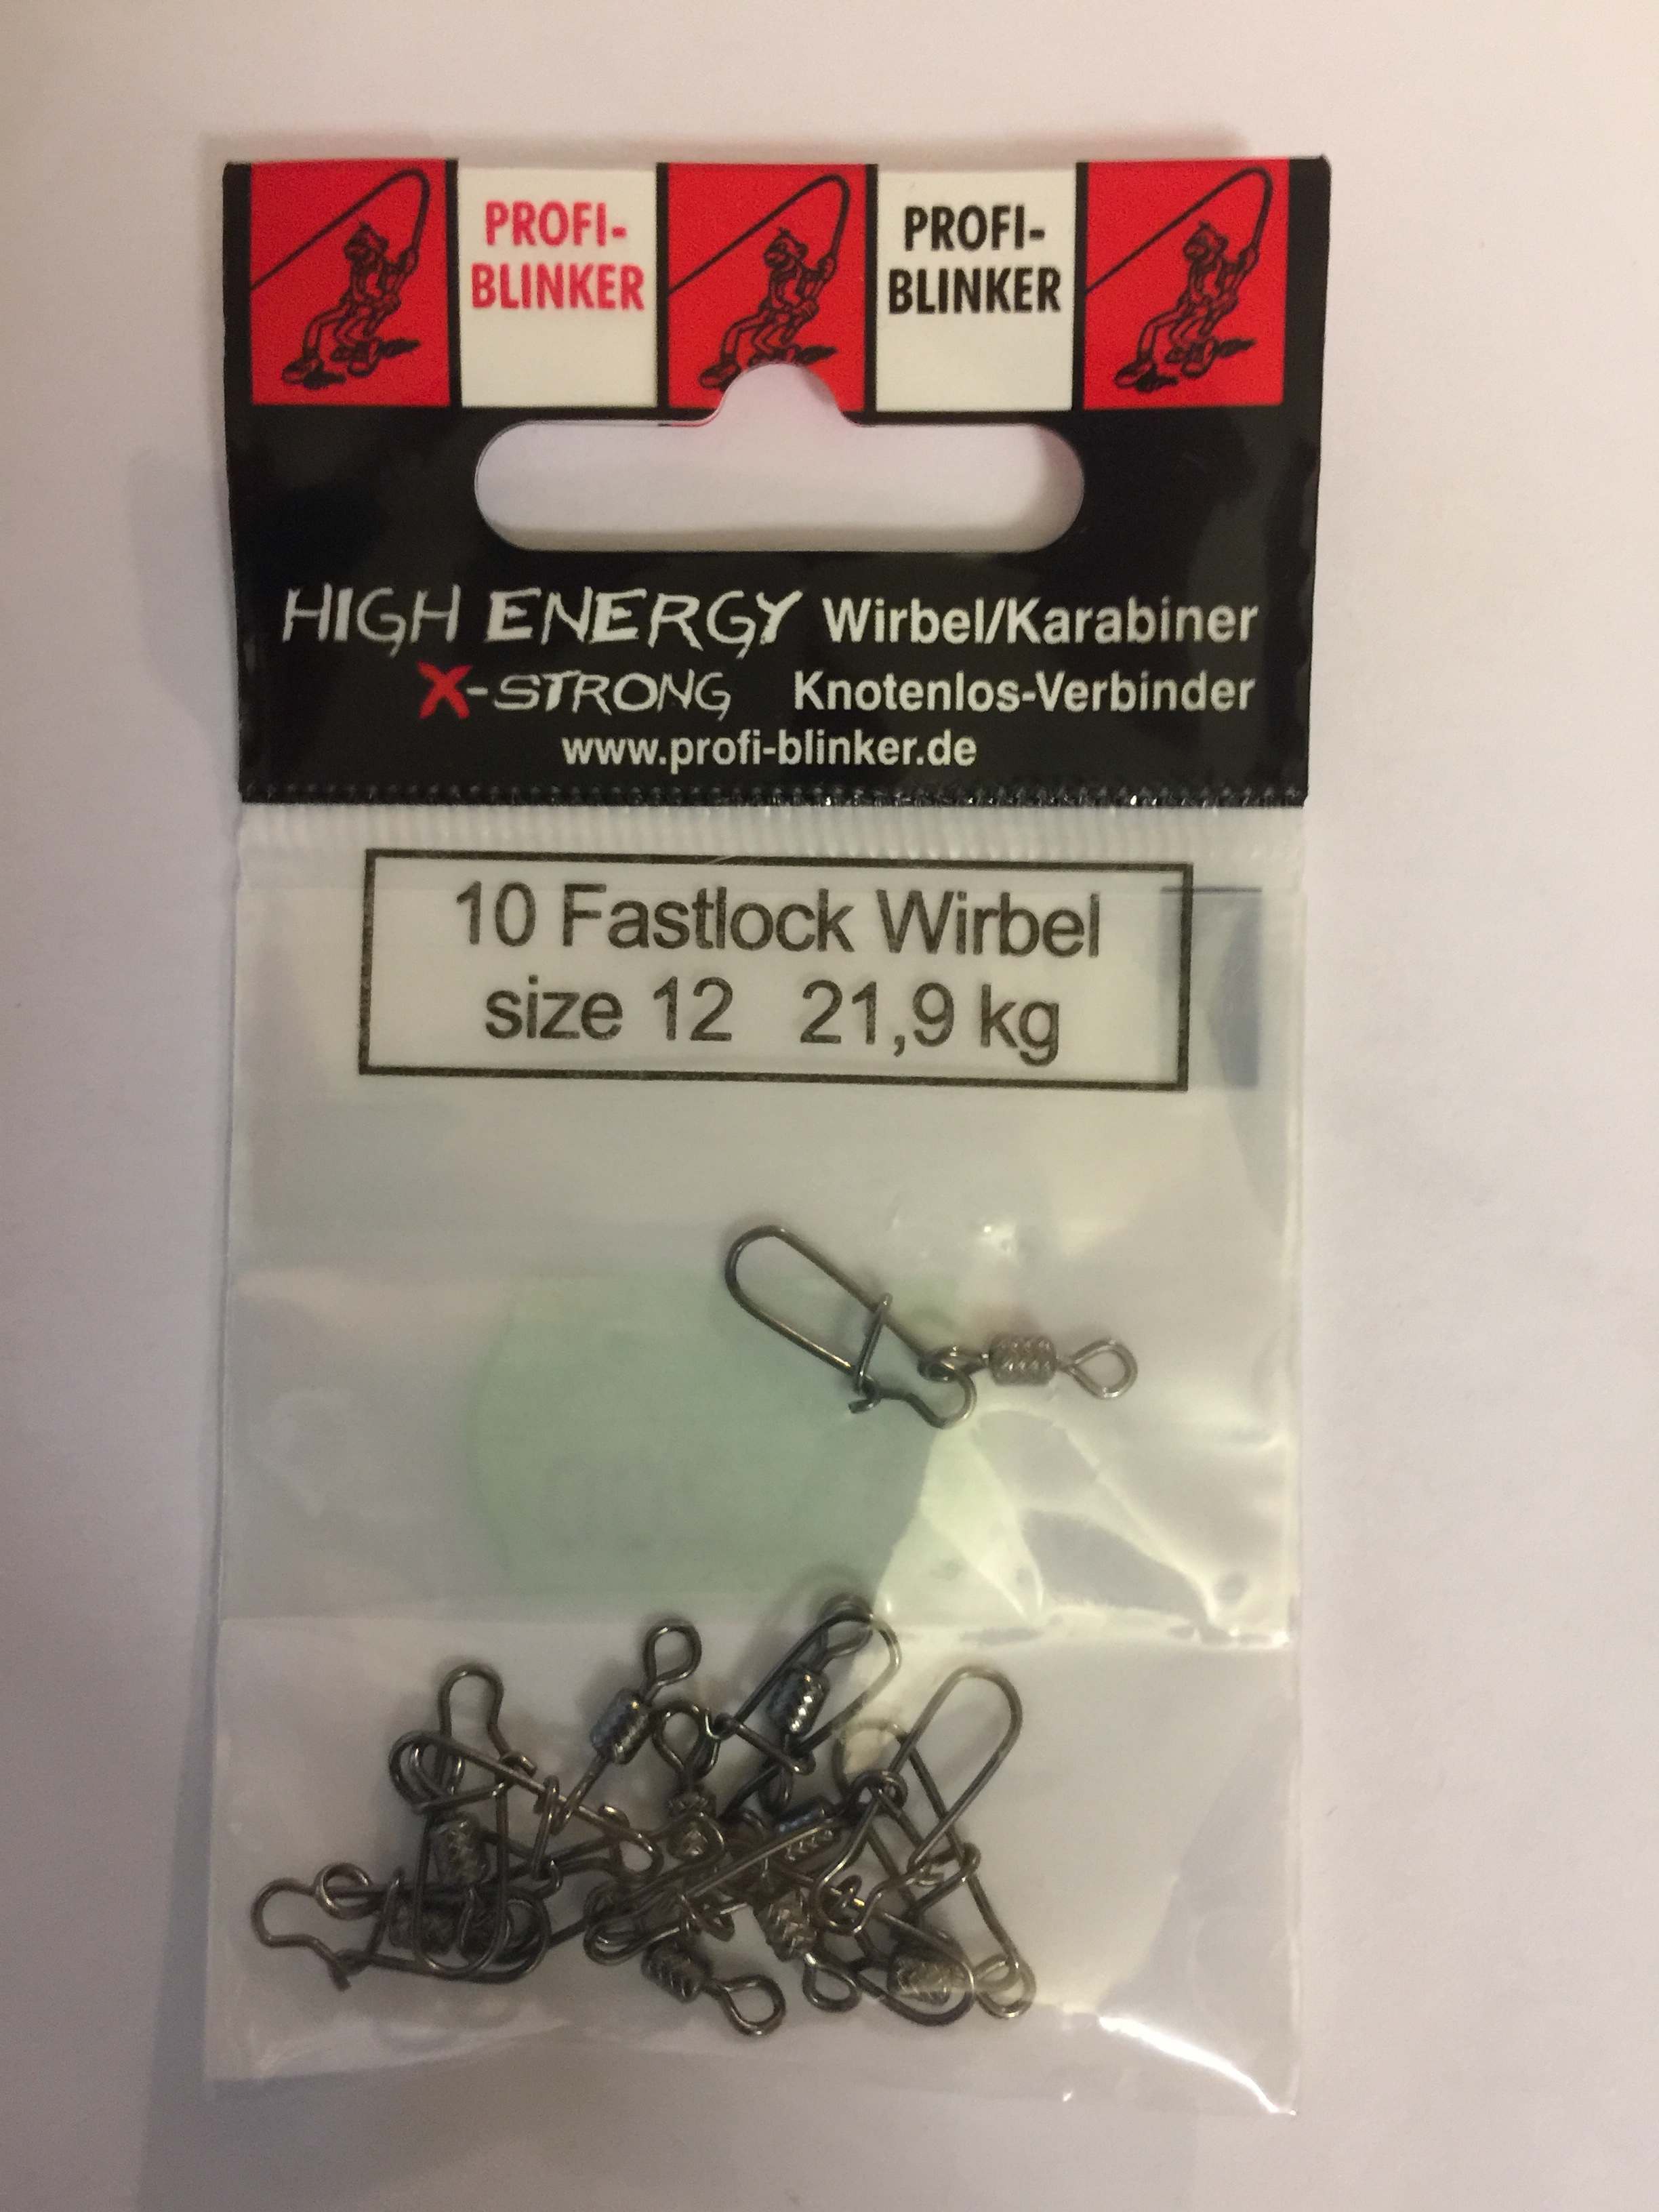 PROFI-
BLINKER
PROFI-
BLINKER
HIGH ENERGY Wirbel/Karabiner
X-STRONG Knotenlos-Verbinder
www.profi-blinker.de
10 Fastlock Wirbel
size 12 21,9 kg